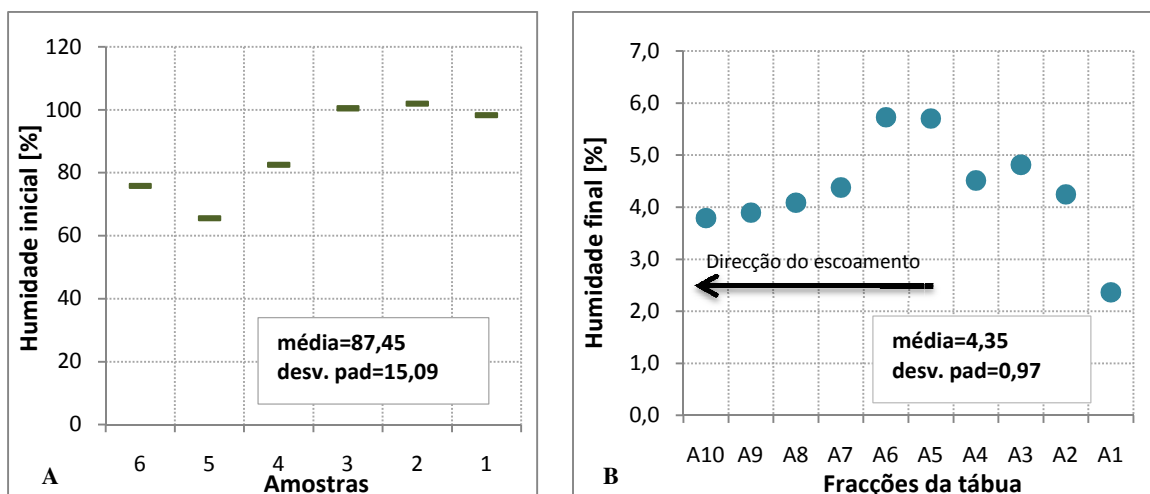 Humidade inicial [%]
120
100
80
60
40
20
0
média=87,45
desv. pad=15,09
6 5 4 3 2 1
A
Amostras
Humidade final [%]
7,0
6,0
5,0
4,0
3,0
2,0
1,0
0,0
Direcção do escoamento
média=4,35
desv. pad=0,97
A10 A9 A8 A7 A6 A5 A4 A3 A2 A1
B
Fracções da tábua